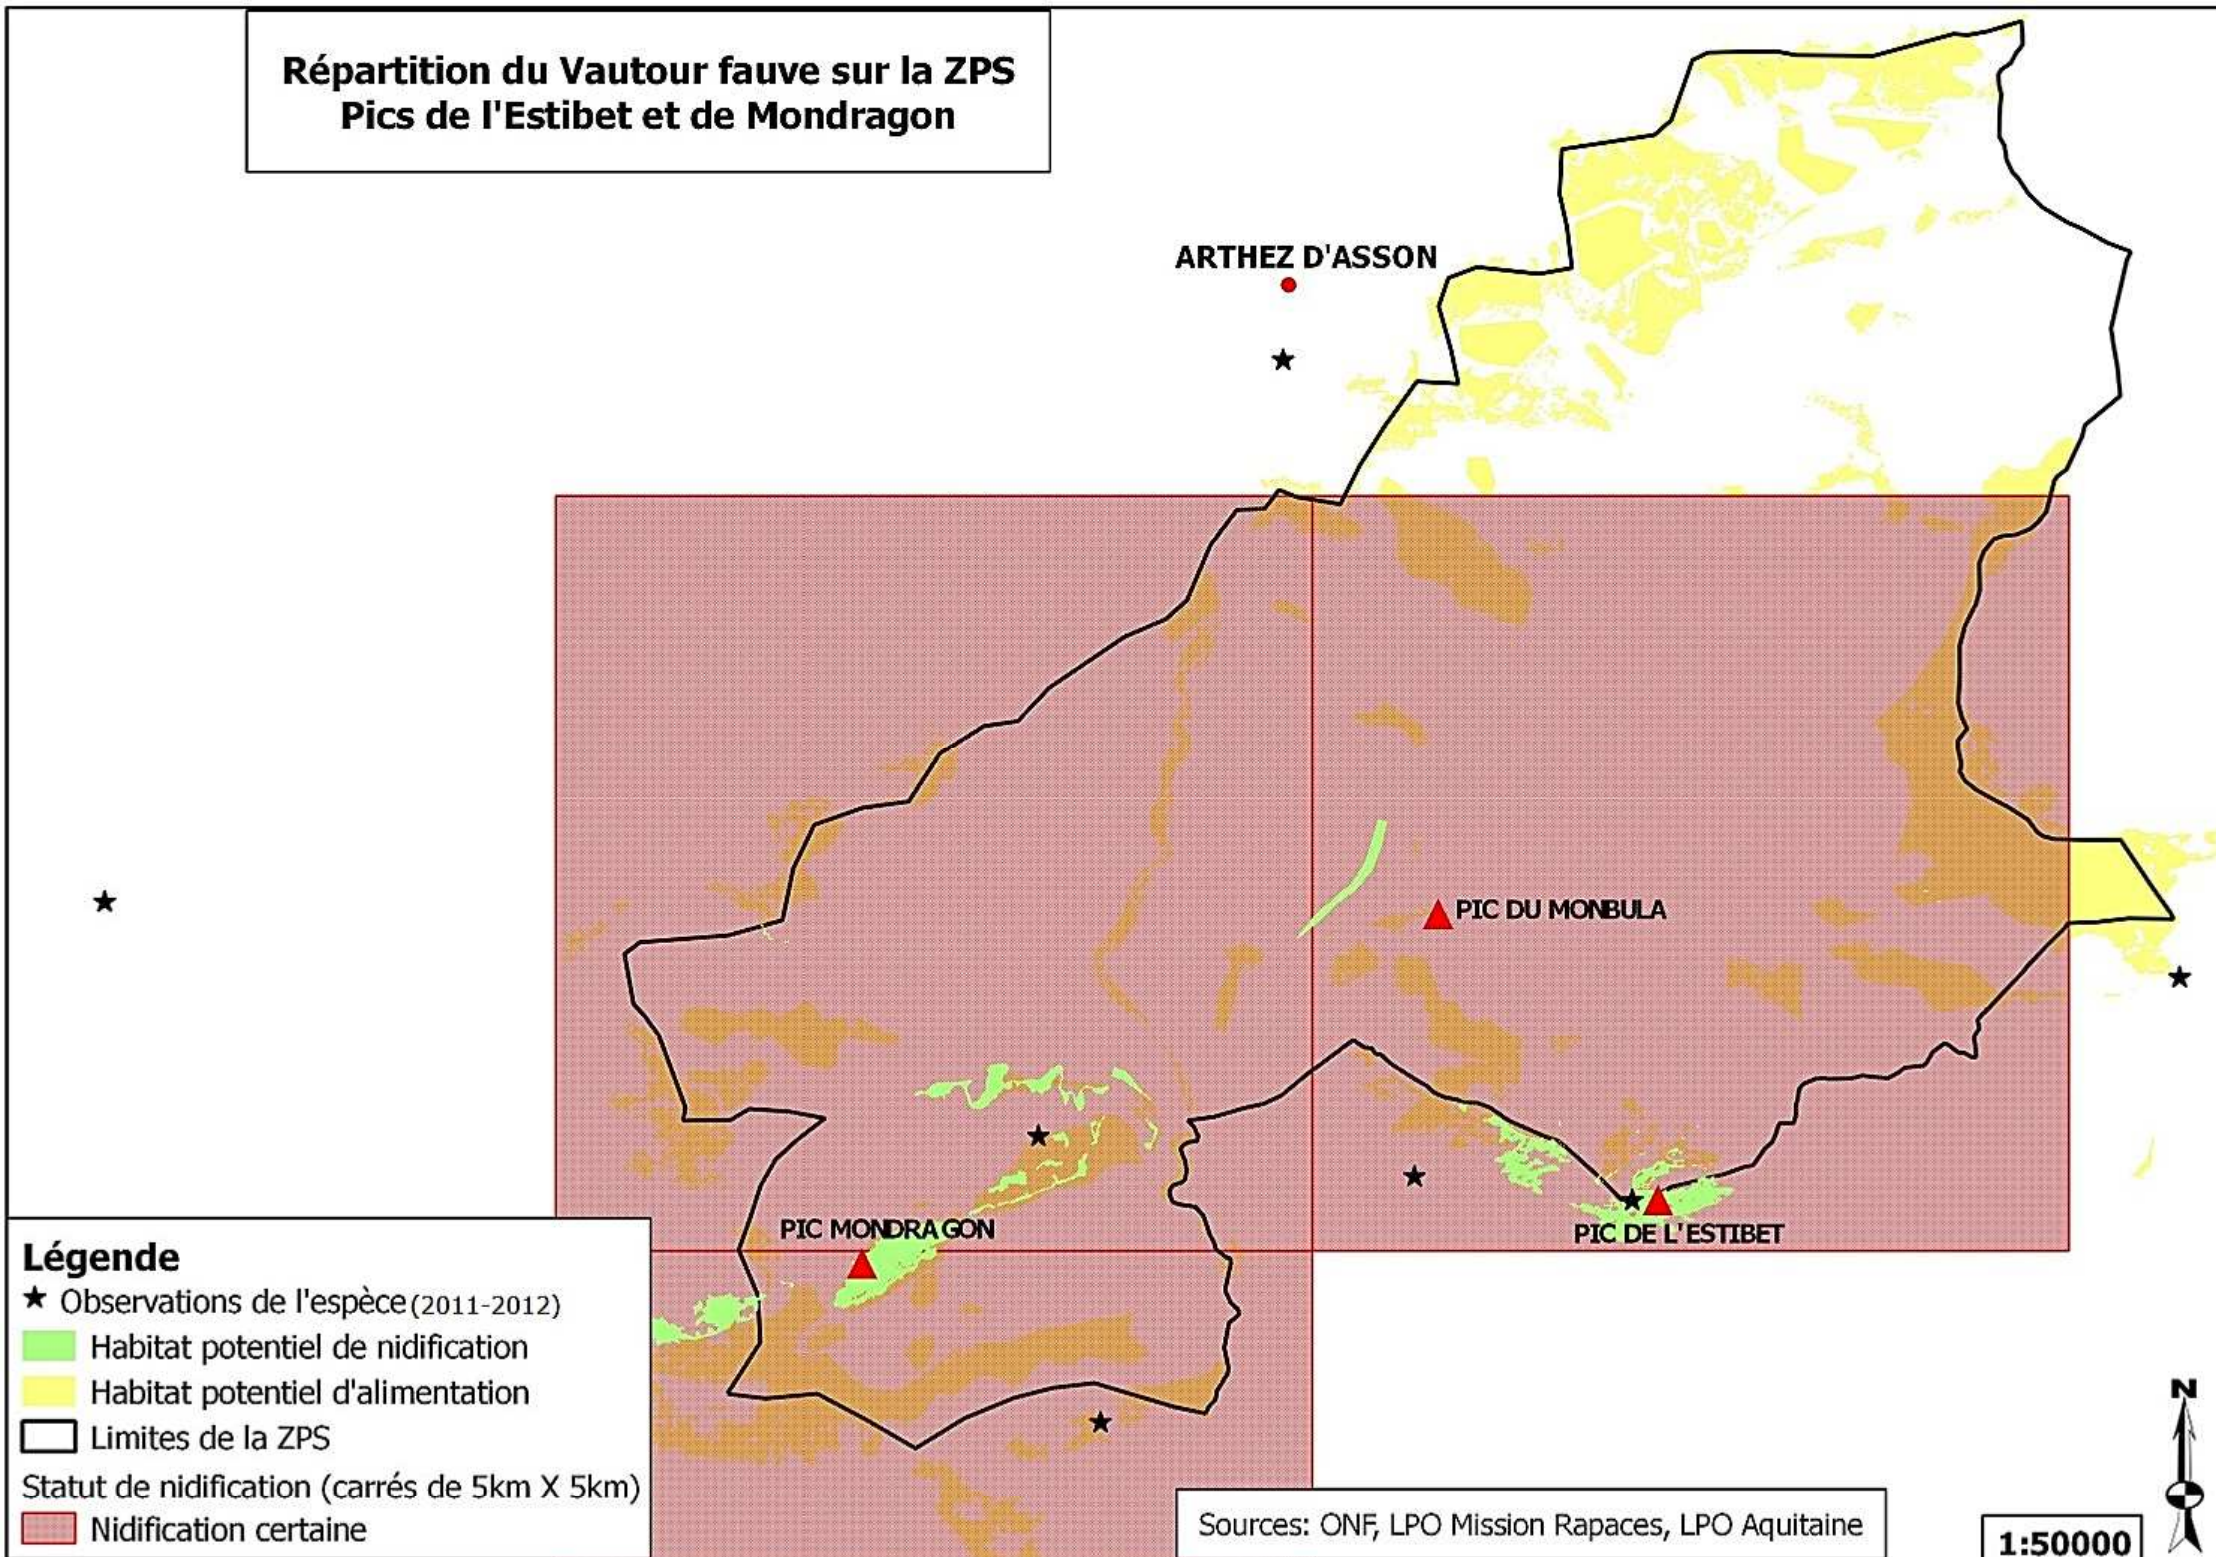 Répartition du Vautour fauve sur la ZPS
Pics de l'Estibet et de Mondragon
ARTHEZ D'ASSON
PIC DU MONBULA
PIC MONDRAGON
PIC DE L'ESTIBET
Légende
Observations de l'espèce (2011-2012)
Habitat potentiel de nidification
Habitat potentiel d'alimentation
Limites de la ZPS
Statut de nidification (carrés de 5km X 5km)
Nidification certaine
Sources: ONF, LPO Mission Rapaces, LPO Aquitaine
N
1:50000